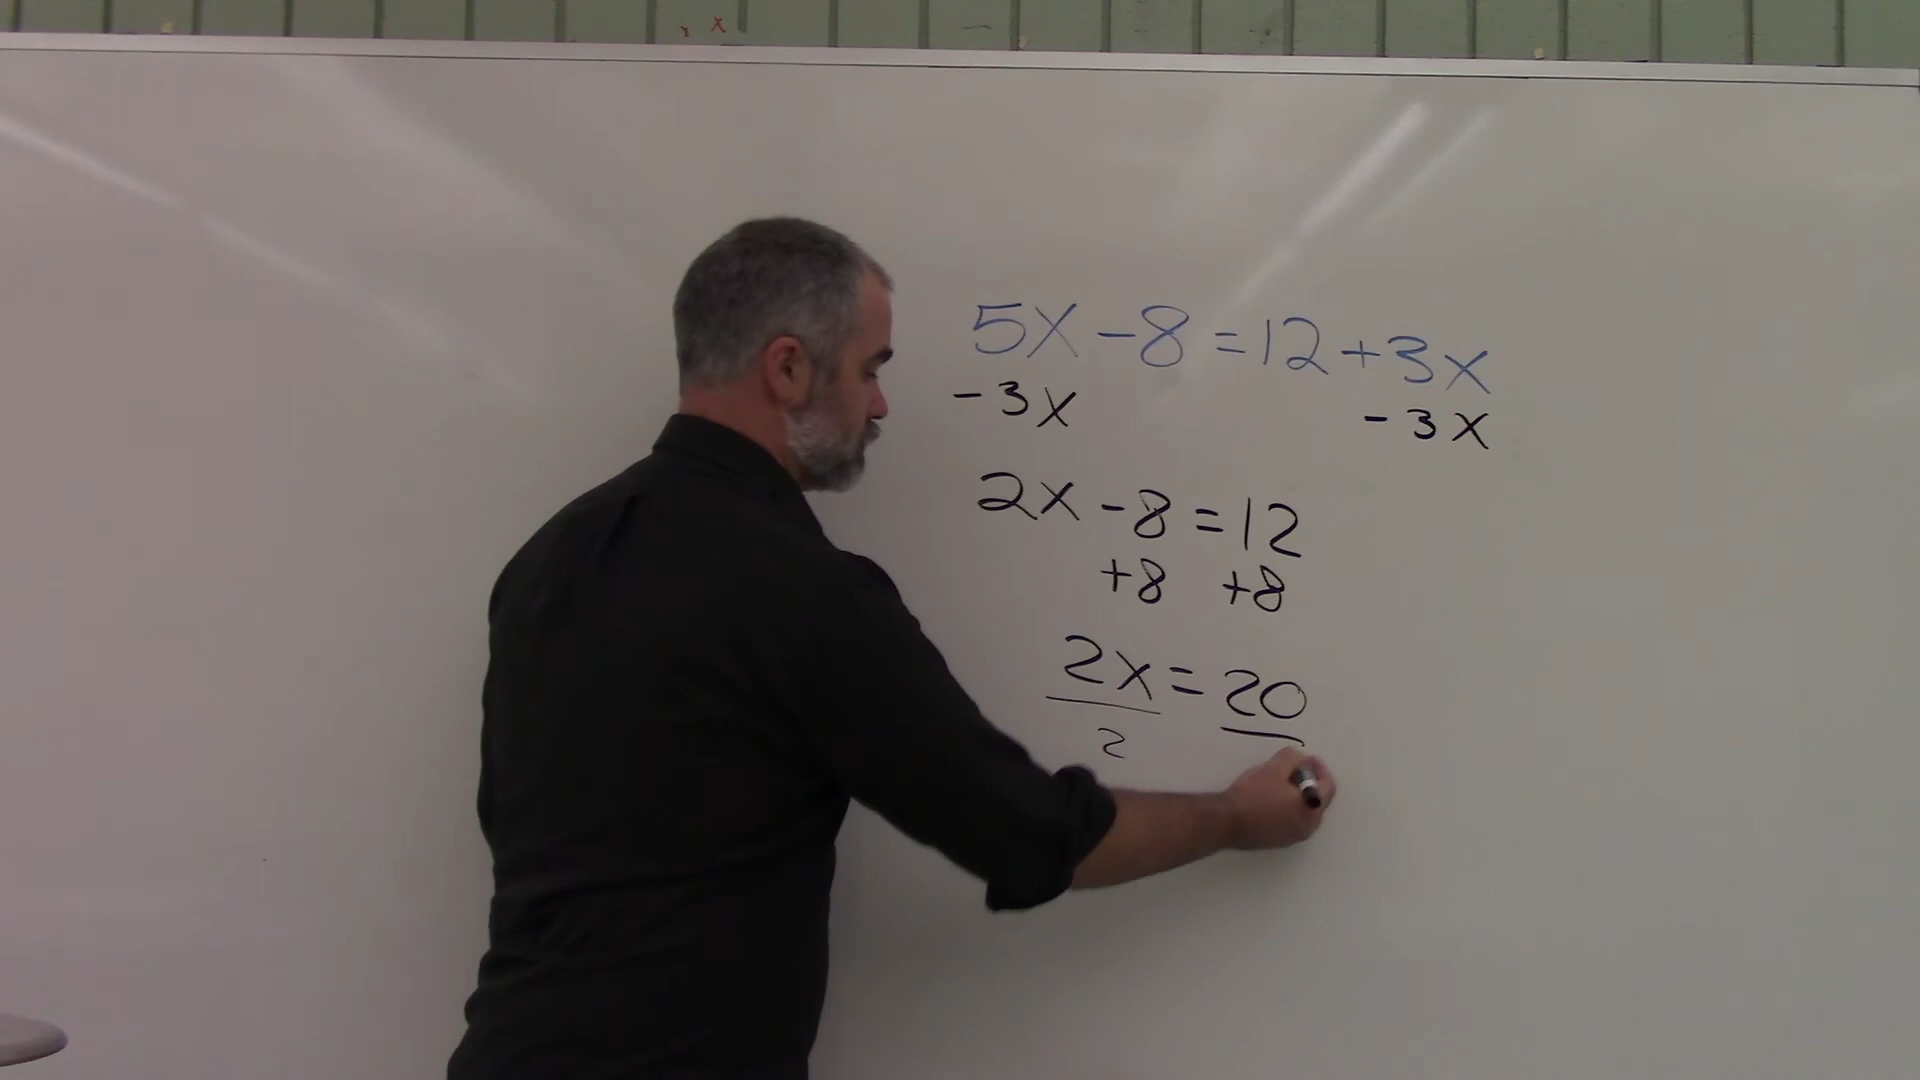 5x - 8 = 12 + 3x
- 3x - 3x
2x - 8 = 12
+8 +8
2x = 20
2